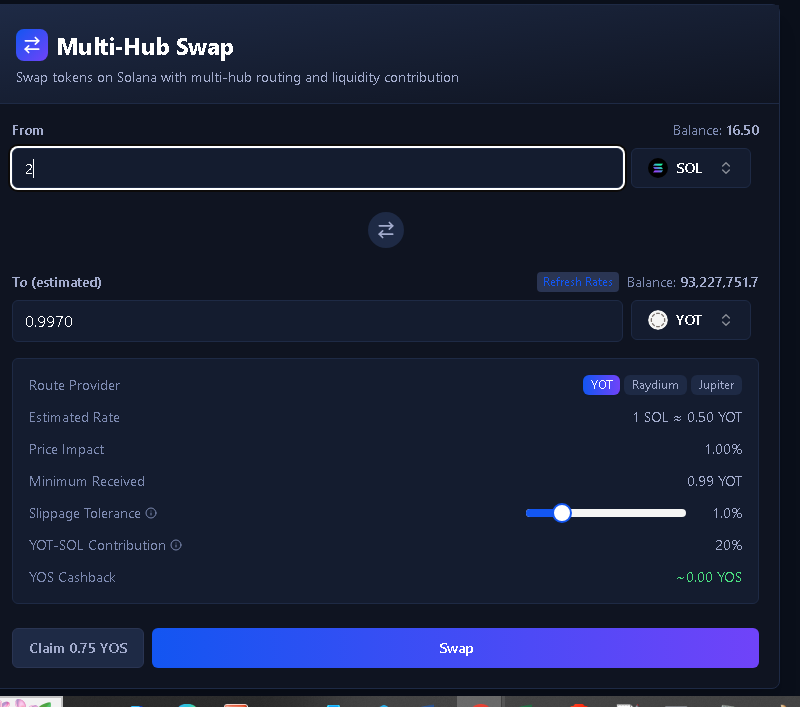 Multi-Hub Swap
Swap tokens on Solana with multi-hub routing and liquidity contribution
From Balance: 16.50
2 SOL
To (estimated) Refresh Rates Balance: 93,227,751.7
0.9970 YOT
Route Provider YOT Raydium Jupiter
Estimated Rate 1 SOL ≈ 0.50 YOT
Price Impact 1.00%
Minimum Received 0.99 YOT
Slippage Tolerance 1.0%
YOT-SOL Contribution 20%
YOS Cashback ~0.00 YOS
Claim 0.75 YOS Swap